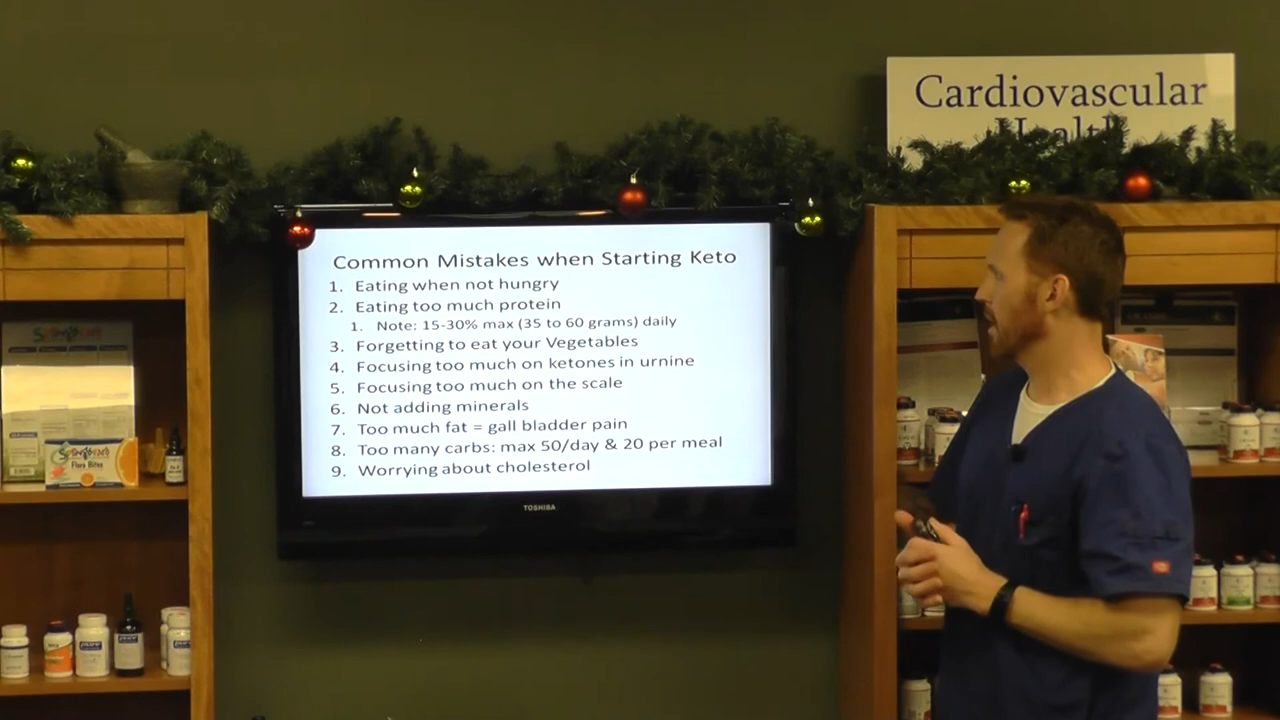 Cardiovascular
Health
Common Mistakes when Starting Keto
1. Eating when not hungry
2. Eating too much protein
1. Note: 15-30% max (35 to 60 grams) daily
3. Forgetting to eat your Vegetables
4. Focusing too much on ketones in urnine
5. Focusing too much on the scale
6. Not adding minerals
7. Too much fat = gall bladder pain
8. Too many carbs: max 50/day & 20 per meal
9. Worrying about cholesterol
TOSHIBA